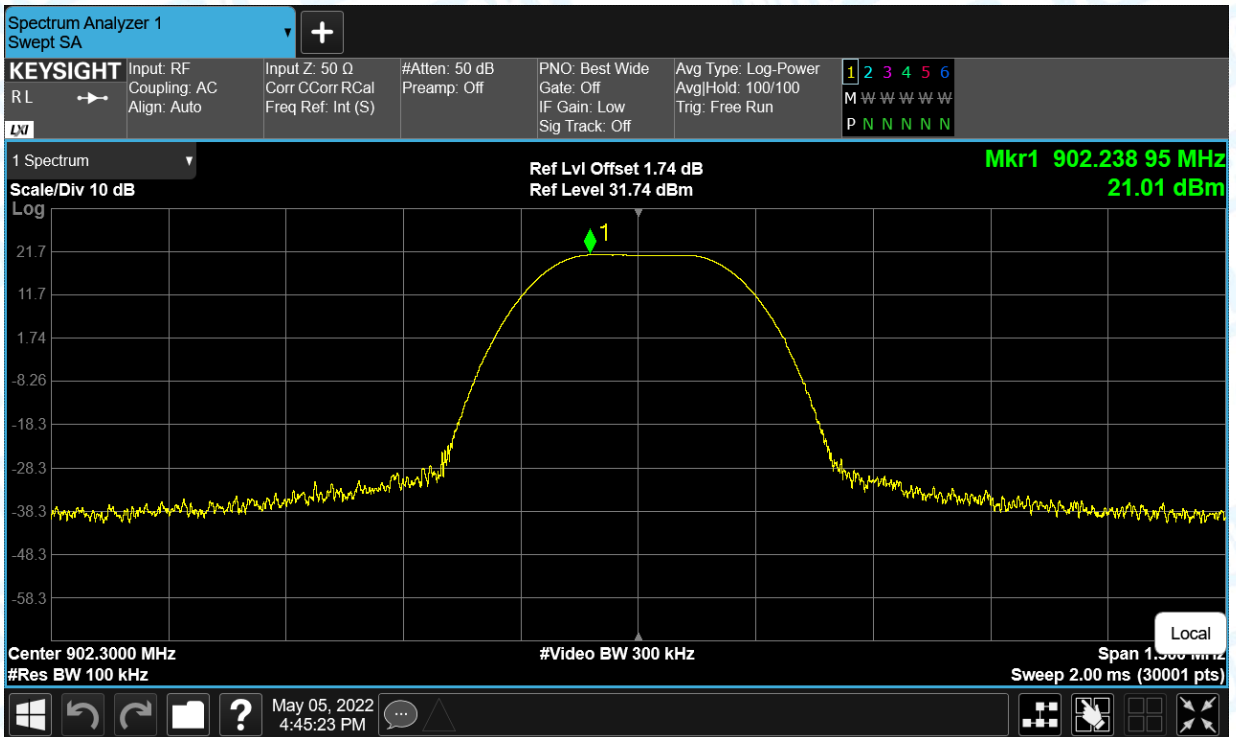 Spectrum Analyzer 1
Swept SA
KEYSIGHT
R L
LXI
Input: RF
Coupling: AC
Align: Auto
Input Z: 50 Ω
Corr CCorr RCal
Freq Ref: Int (S)
#Atten: 50 dB
Preamp: Off
PNO: Best Wide
Gate: Off
IF Gain: Low
Sig Track: Off
Avg Type: Log-Power
Avg|Hold: 100/100
Trig: Free Run
1 2 3 4 5 6
M W W W W W
P N N N N N
1 Spectrum
Scale/Div 10 dB
Log
Ref Lvl Offset 1.74 dB
Ref Level 31.74 dBm
Mkr1 902.238 95 MHz
21.01 dBm
1
21.7
11.7
1.74
-8.26
-18.3
-28.3
-38.3
-48.3
-58.3
Local
Center 902.3000 MHz
#Video BW 300 kHz
Span
#Res BW 100 kHz
Sweep 2.00 ms (30001 pts)
?
May 05, 2022
4:45:23 PM